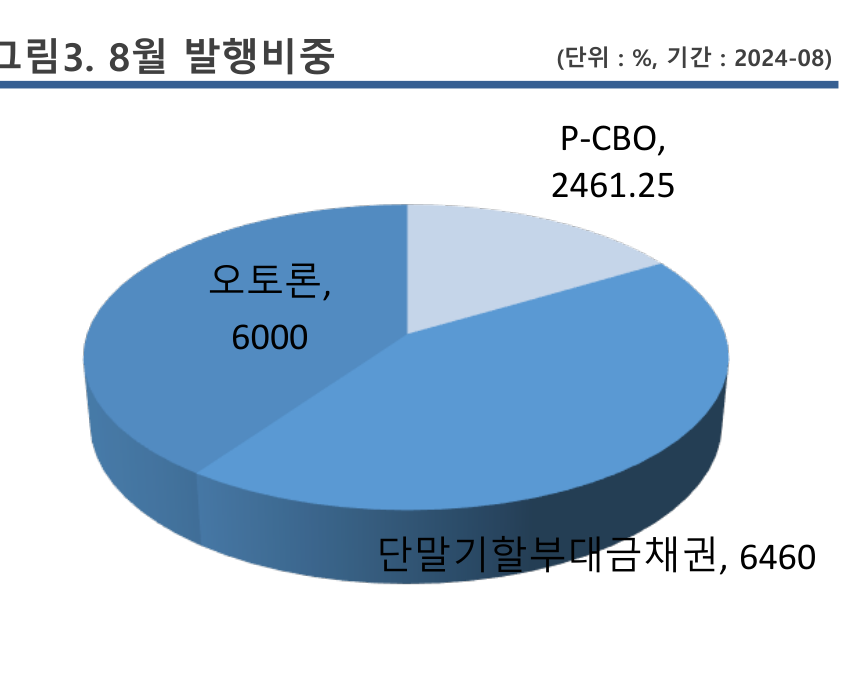 그림3. 8월 발행비중
(단위 : %, 기간 : 2024-08)
P-CBO,
2461.25
오토론,
6000
단말기할부대금채권, 6460